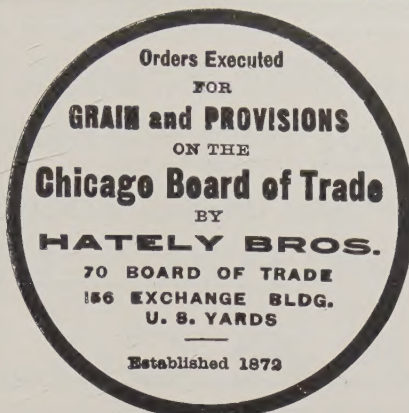 Orders Executed
FOR
GRAIN and PROVISIONS
ON THE
Chicago Board of Trade
BY
HATELY BROS.
70 BOARD OF TRADE
156 EXCHANGE BLDG.
U. S. YARDS
Established 1872